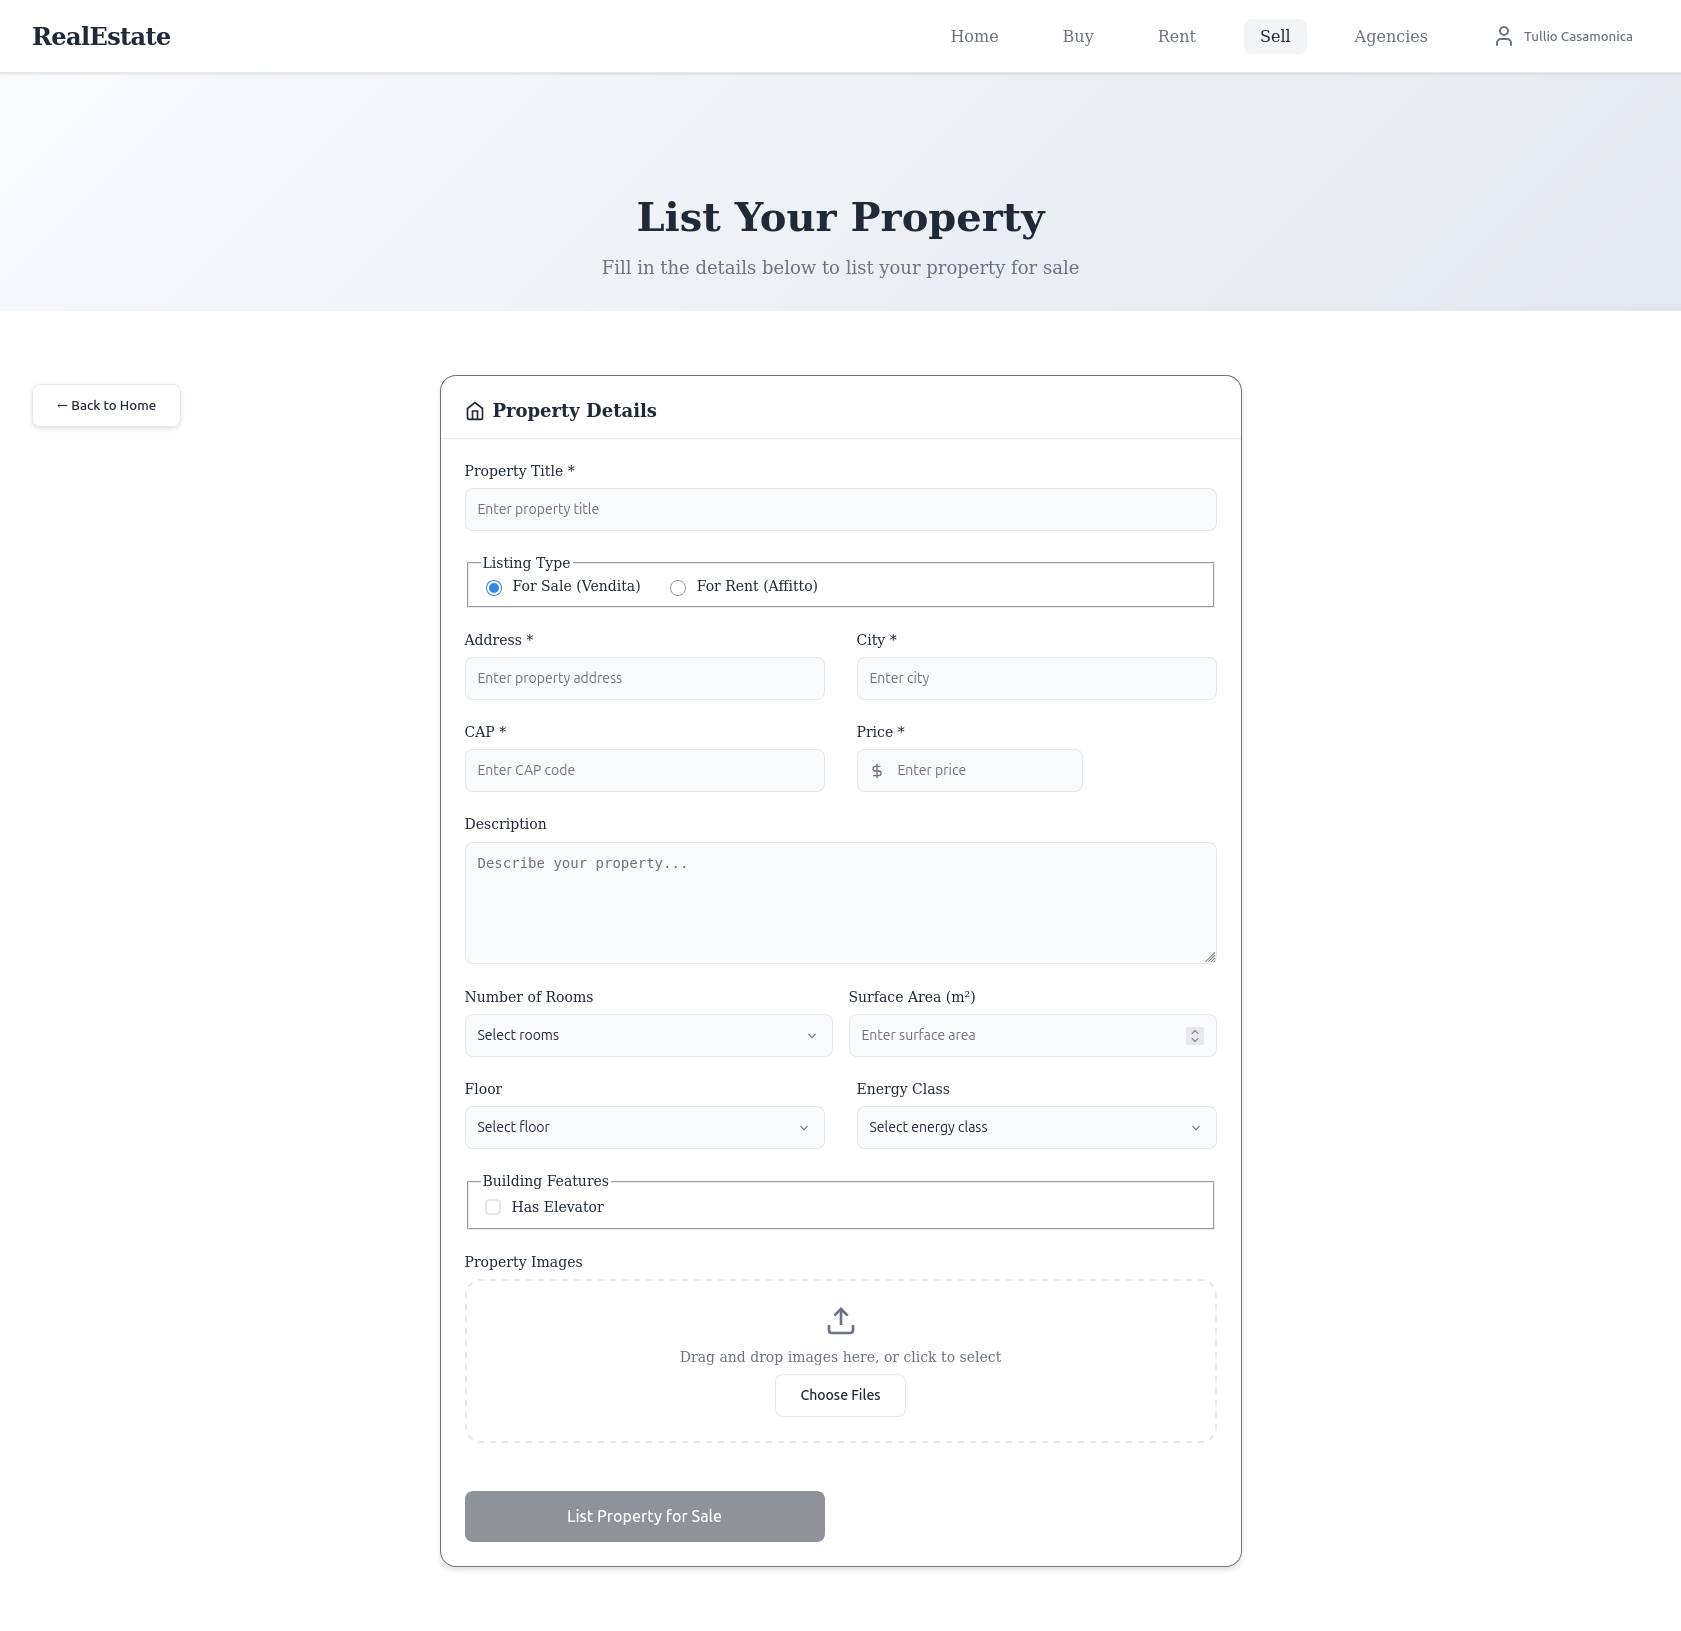 RealEstate
Home Buy Rent Sell Agencies Tullio Casamonica
List Your Property
Fill in the details below to list your property for sale
← Back to Home
Property Details
Property Title *
Enter property title
Listing Type
For Sale (Vendita) For Rent (Affitto)
Address * City *
Enter property address Enter city
CAP * Price *
Enter CAP code $ Enter price
Description
Describe your property...
Number of Rooms Surface Area (m²)
Select rooms Enter surface area
Floor Energy Class
Select floor Select energy class
Building Features
Has Elevator
Property Images
Drag and drop images here, or click to select
Choose Files
List Property for Sale